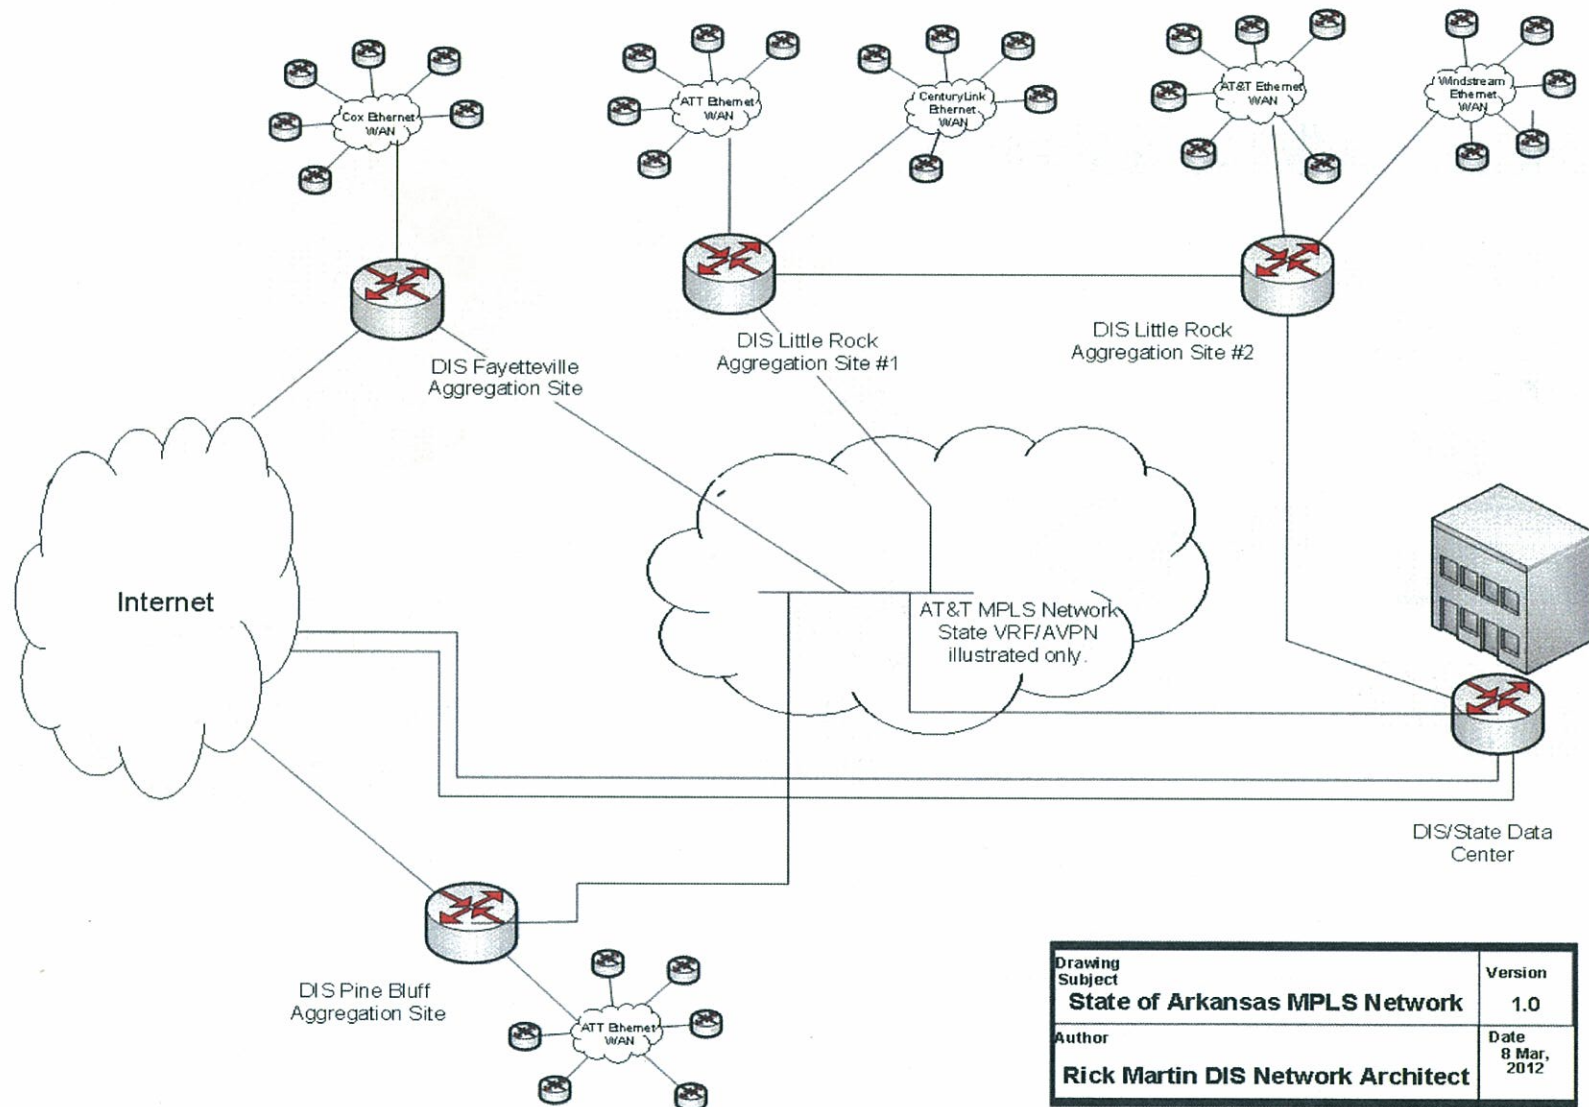 Cox Ethernet
WAN
ATT Ethernet
WAN
CenturyLink
Ethernet
WAN
AT&T Ethernet
WAN
Windstream
Ethernet
WAN
DIS Fayetteville
Aggregation Site
DIS Little Rock
Aggregation Site #1
DIS Little Rock
Aggregation Site #2
Internet
AT&T MPLS Network
State VRF/AVPN
illustrated only.
DIS/State Data
Center
DIS Pine Bluff
Aggregation Site
ATT Ethernet
WAN
Drawing
Subject
State of Arkansas MPLS Network
Version
1.0
Author
Rick Martin DIS Network Architect
Date
8 Mar,
2012